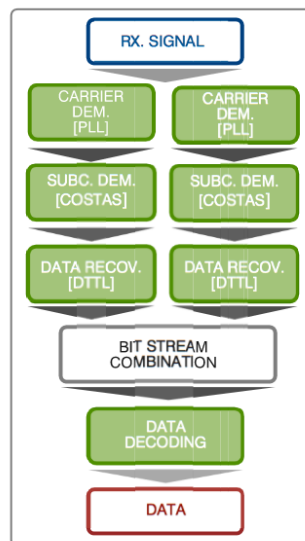 RX. SIGNAL
CARRIER
DEM.
[PLL]
CARRIER
DEM.
[PLL]
SUBC. DEM.
[COSTAS]
SUBC. DEM.
[COSTAS]
DATA RECOV.
[DTTL]
DATA RECOV.
[DTTL]
BIT STREAM
COMBINATION
DATA
DECODING
DATA